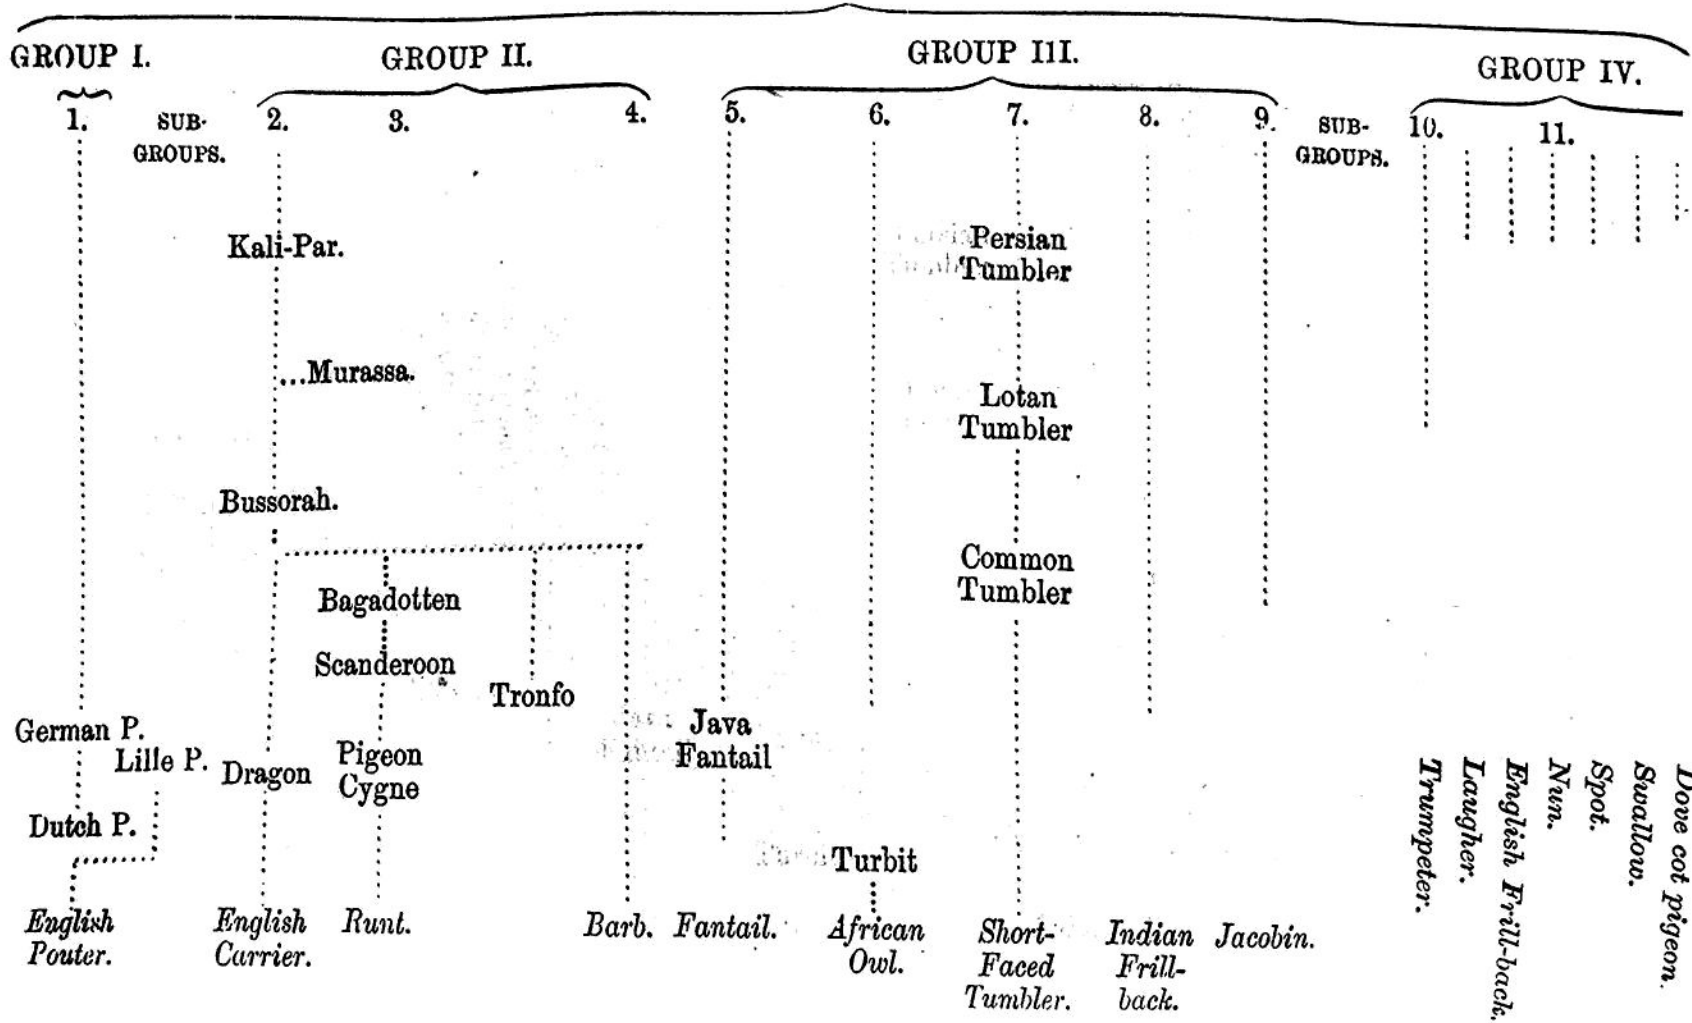 GROUP I.
GROUP II.
GROUP III.
GROUP IV.
1.
SUB-
GROUPS.
2.
3.
4.
5.
6.
7.
8.
9.
SUB-
GROUPS.
10.
11.
Kali-Par.
...Murassa.
Bussorah.
Persian
Tumbler
Lotan
Tumbler
Common
Tumbler
Bagadotten
Scanderoon
Tronfo
German P.
Lille P.
Dutch P.
Dragon
Pigeon
Cygne
Java
Fantail
Turbit
English
Pouter.
English
Carrier.
Runt.
Barb.
Fantail.
African
Owl.
Short-
Faced
Tumbler.
Indian
Frill-
back.
Jacobin.
Trumpeter.
Laugher.
English Frill-back.
Nun.
Spot.
Swallow.
Dove cot pigeon.